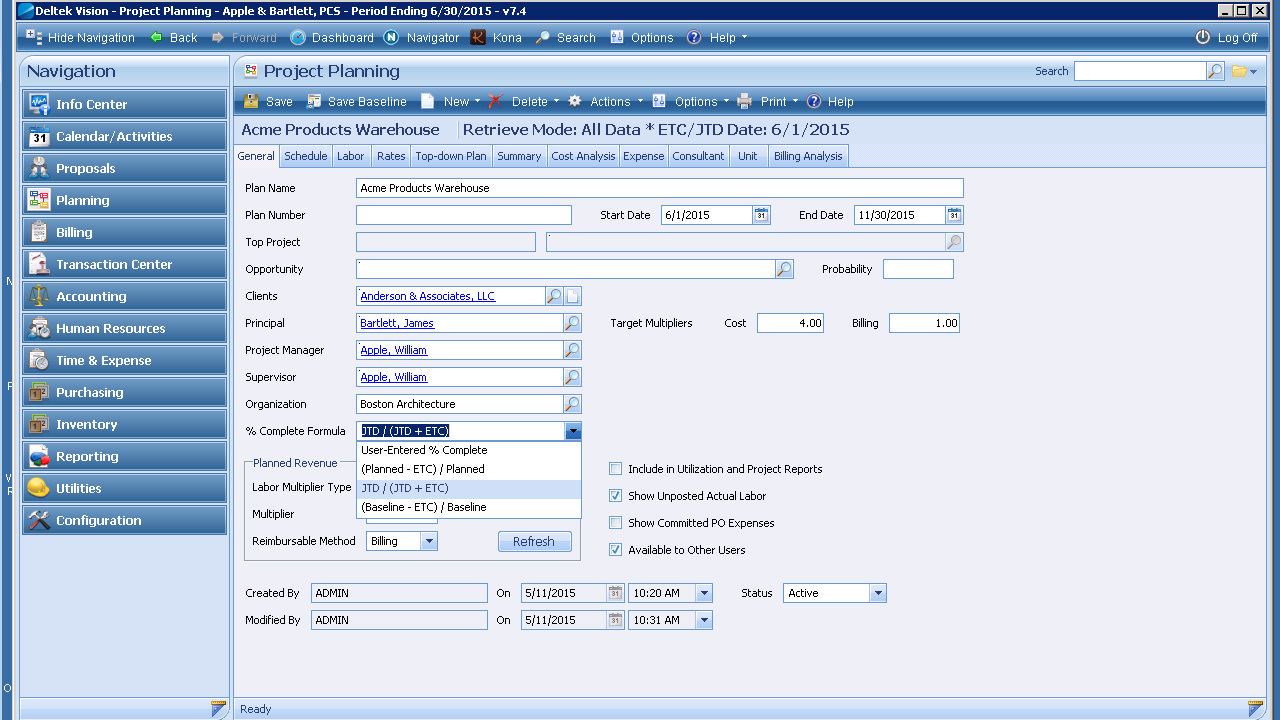 Deltek Vision - Project Planning - Apple & Bartlett, PCS - Period Ending 6/30/2015 - v7.4
Hide Navigation Back Forward Dashboard Navigator Kona Search Options Help Log Off
Navigation
Info Center
31 Calendar/Activities
Proposals
Planning
Billing
Transaction Center
Accounting
Human Resources
Time & Expense
Purchasing
Inventory
Reporting
Utilities
Configuration
Project Planning Search
Save Save Baseline New Delete Actions Options Print Help
Acme Products Warehouse Retrieve Mode: All Data * ETC/JTD Date: 6/1/2015
General Schedule Labor Rates Top-down Plan Summary Cost Analysis Expense Consultant Unit Billing Analysis
Plan Name Acme Products Warehouse
Plan Number Start Date 6/1/2015 31 End Date 11/30/2015 31
Top Project
Opportunity Probability
Clients Anderson & Associates, LLC
Principal Bartlett, James Target Multipliers Cost 4.00 Billing 1.00
Project Manager Apple, William
Supervisor Apple, William
Organization Boston Architecture
% Complete Formula JTD / (JTD + ETC)
User-Entered % Complete
(Planned - ETC) / Planned
JTD / (JTD + ETC)
(Baseline - ETC) / Baseline
Planned Revenue
Labor Multiplier Type
Multiplier
Reimbursable Method Billing Refresh
Include in Utilization and Project Reports
Show Unposted Actual Labor
Show Committed PO Expenses
Available to Other Users
Created By ADMIN On 5/11/2015 31 10:20 AM Status Active
Modified By ADMIN On 5/11/2015 31 10:31 AM
Ready